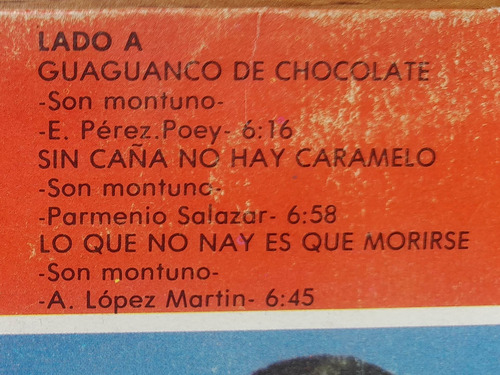 LADO A
GUAGUANCO DE CHOCOLATE
-Son montuno-
-E. Pérez.Poey- 6:16
SIN CAÑA NO HAY CARAMELO
-Son montuno-
-Parmenio Salazar- 6:58
LO QUE NO NAY ES QUE MORIRSE
-Son montuno-
-A. López Martin- 6:45